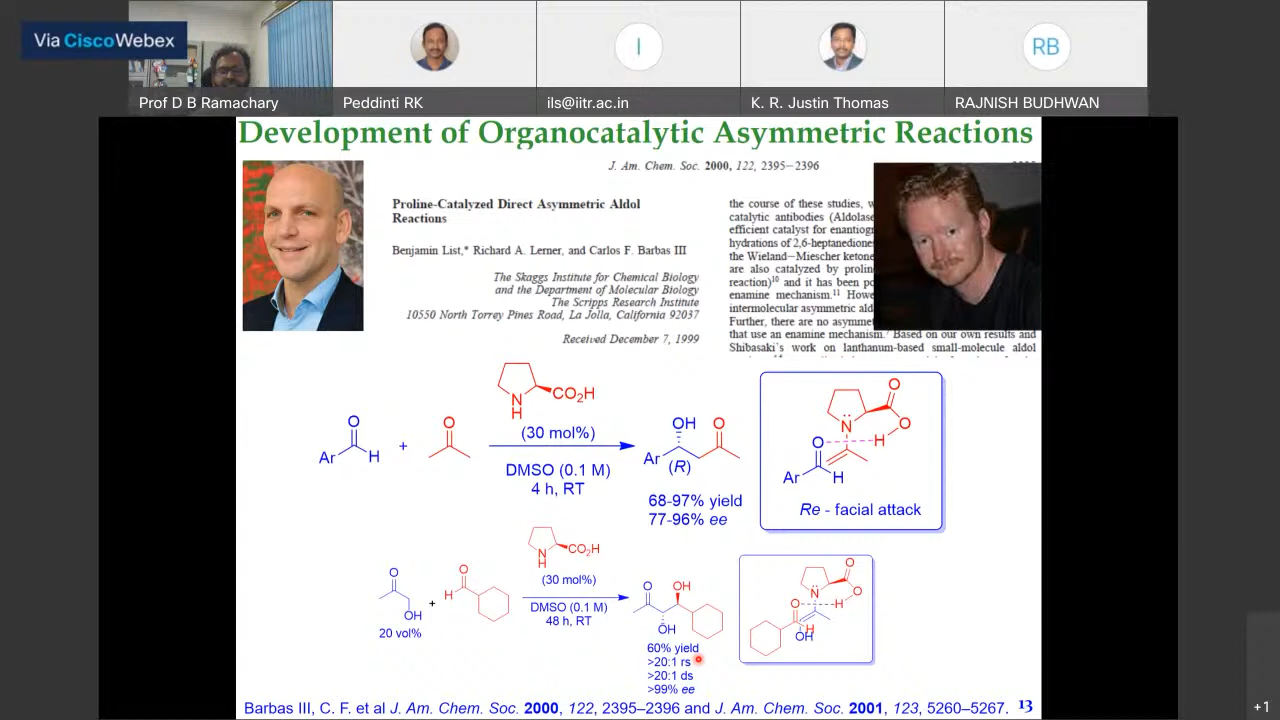 Via CiscoWebex
I
RB
Prof D B Ramachary
Peddinti RK
ils@iitr.ac.in
K. R. Justin Thomas
RAJNISH BUDHWAN
Development of Organocatalytic Asymmetric Reactions
J. Am. Chem. Soc. 2000, 122, 2395−2396
Proline-Catalyzed Direct Asymmetric Aldol
Reactions
Benjamin List,* Richard A. Lerner, and Carlos F. Barbas III
The Skaggs Institute for Chemical Biology
and the Department of Molecular Biology
The Scripps Research Institute
10550 North Torrey Pines Road, La Jolla, California 92037
Received December 7, 1999
the course of these studies, w
catalytic antibodies (Aldolase
efficient catalyst for enantiog
hydrations of 2,6-heptanedione
the Wieland−Miescher ketone
are also catalyzed by prolin
reaction)10 and it has been po
enamine mechanism.11 Howe
intermolecular asymmetric ald
Further, there are no asymmet
that use an enamine mechanism.7 Based on our own results and
Shibasaki's work on lanthanum-based small-molecule aldol
O
Ar
H
+
O
N
H
CO2H
(30 mol%)
DMSO (0.1 M)
4 h, RT
OH
O
Ar
(R)
68-97% yield
77-96% ee
O
O
N
H
O
Ar
H
Re - facial attack
O
OH
20 vol%
+
O
H
N
H
CO2H
(30 mol%)
DMSO (0.1 M)
48 h, RT
O
OH
OH
60% yield
>20:1 rs
>20:1 ds
>99% ee
O
O
N
H
O
H
OH
Barbas III, C. F. et al J. Am. Chem. Soc. 2000, 122, 2395–2396 and J. Am. Chem. Soc. 2001, 123, 5260–5267.
13
+1